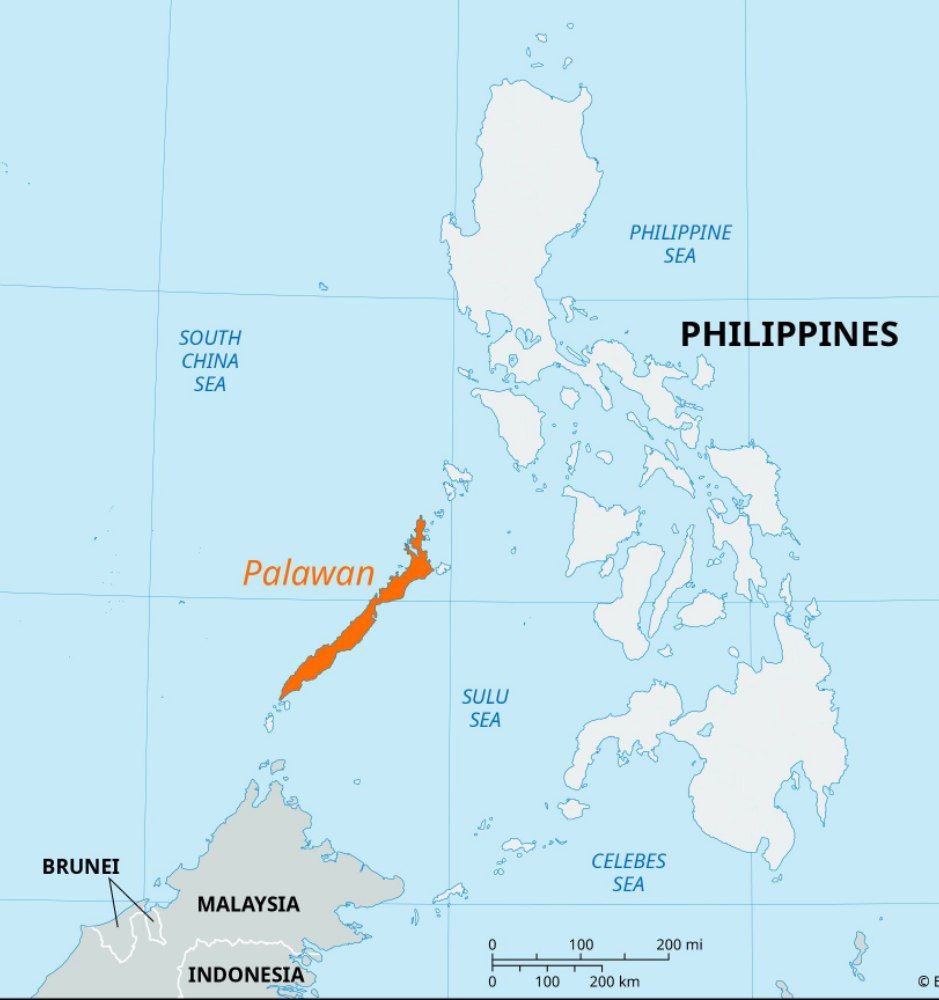 PHILIPPINE
SEA
PHILIPPINES
SOUTH
CHINA
SEA
Palawan
SULU
SEA
CELEBES
SEA
BRUNEI
MALAYSIA
INDONESIA
0 100 200 mi
0 100 200 km
©